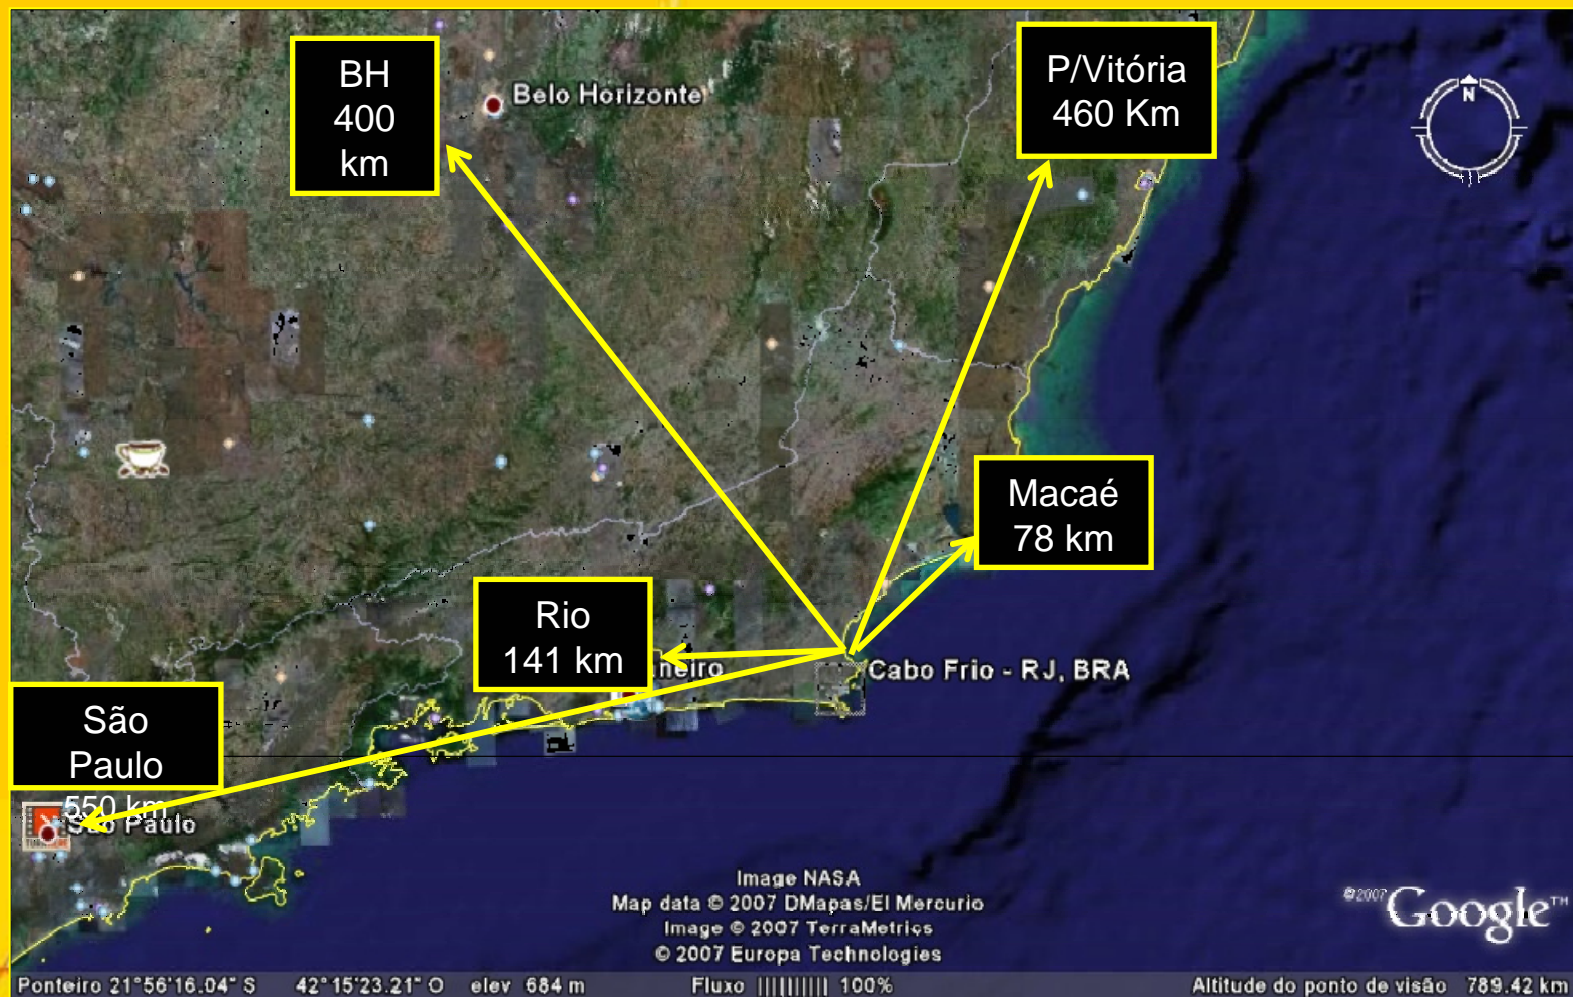 BH
400
km
Belo Horizonte
P/Vitória
460 Km
N
Macaé
78 km
Rio
141 km
neiro
Cabo Frio - RJ, BRA
São
Paulo
550 km
São Paulo
Image NASA
Map data © 2007 DMapas/El Mercurio
Image © 2007 TerraMetrics
© 2007 Europa Technologies
©2007 Google™
Ponteiro 21°56'16.04" S 42°15'23.21" O elev 684 m Fluxo ||||||||| 100% Altitude do ponto de visão 789.42 km